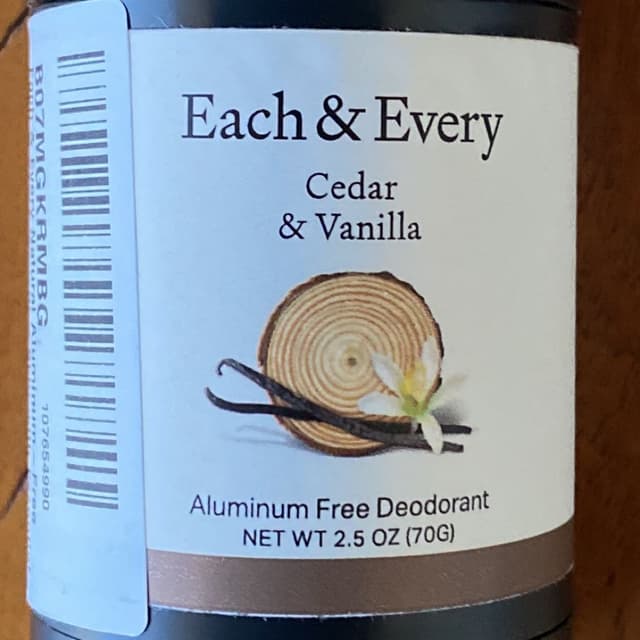 Each & Every
Cedar
& Vanilla
Aluminum Free Deodorant
NET WT 2.5 OZ (70G)
B07MGKRMBG
107654990